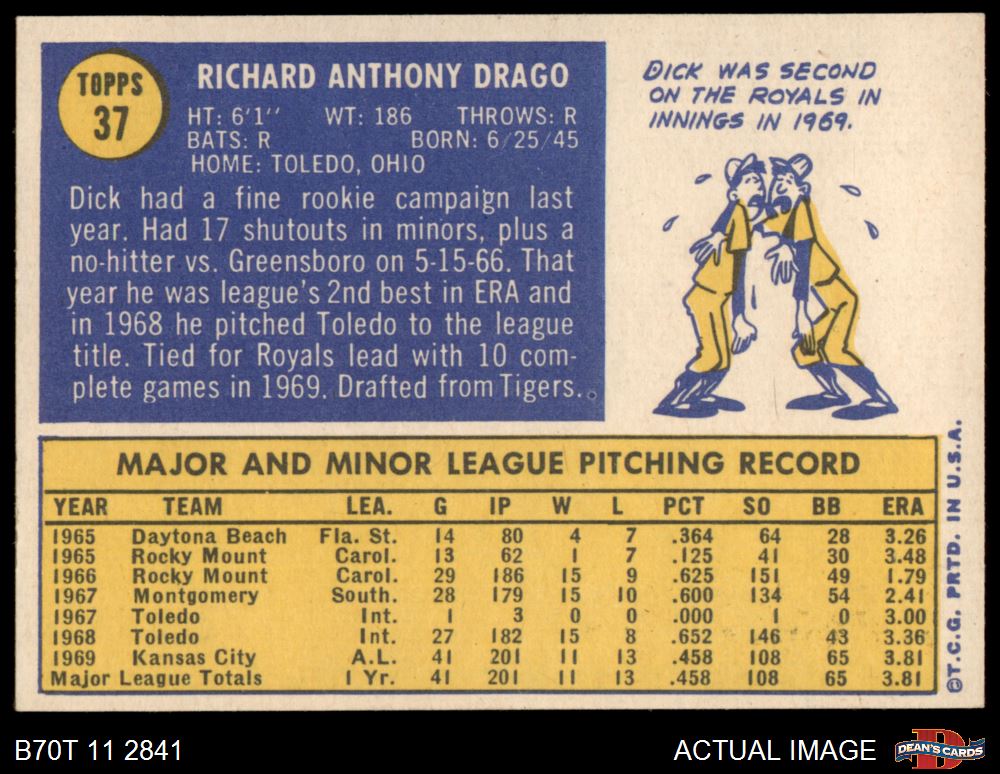 TOPPS
37
RICHARD ANTHONY DRAGO
HT: 6'1" WT: 186 THROWS: R
BATS: R BORN: 6/25/45
HOME: TOLEDO, OHIO
Dick had a fine rookie campaign last
year. Had 17 shutouts in minors, plus a
no-hitter vs. Greensboro on 5-15-66. That
year he was league's 2nd best in ERA and
in 1968 he pitched Toledo to the league
title. Tied for Royals lead with 10 com-
plete games in 1969. Drafted from Tigers.
DICK WAS SECOND
ON THE ROYALS IN
INNINGS IN 1969.
MAJOR AND MINOR LEAGUE PITCHING RECORD
YEAR TEAM LEA. G IP W L PCT SO BB ERA
1965 Daytona Beach Fla. St. 14 80 4 7 .364 64 28 3.26
1965 Rocky Mount Carol. 13 62 1 7 .125 41 30 3.48
1966 Rocky Mount Carol. 29 186 15 9 .625 151 49 1.79
1967 Montgomery South. 28 179 15 10 .600 134 54 2.41
1967 Toledo Int. 1 3 0 0 .000 1 0 3.00
1968 Toledo Int. 27 182 15 8 .652 146 43 3.36
1969 Kansas City A.L. 41 201 11 13 .458 108 65 3.81
Major League Totals 1 Yr. 41 201 11 13 .458 108 65 3.81
©T.C.G. PRTD. IN U.S.A.
B70T 11 2841
ACTUAL IMAGE
DEAN'S CARDS